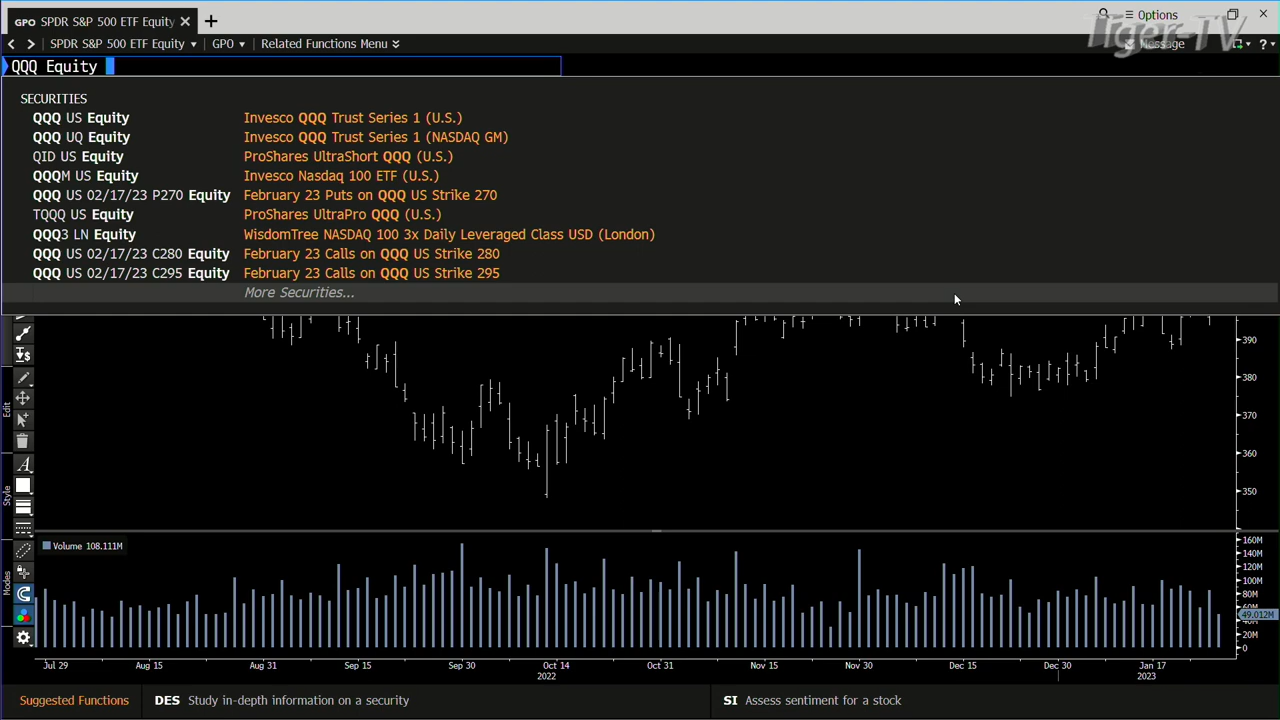 GPO SPDR S&P 500 ETF Equity
Options
SPDR S&P 500 ETF Equity GPO Related Functions Menu Message ?
Tiger-TV
QQQ Equity
SECURITIES
QQQ US Equity Invesco QQQ Trust Series 1 (U.S.)
QQQ UQ Equity Invesco QQQ Trust Series 1 (NASDAQ GM)
QID US Equity ProShares UltraShort QQQ (U.S.)
QQQM US Equity Invesco Nasdaq 100 ETF (U.S.)
QQQ US 02/17/23 P270 Equity February 23 Puts on QQQ US Strike 270
TQQQ US Equity ProShares UltraPro QQQ (U.S.)
QQQ3 LN Equity WisdomTree NASDAQ 100 3x Daily Leveraged Class USD (London)
QQQ US 02/17/23 C280 Equity February 23 Calls on QQQ US Strike 280
QQQ US 02/17/23 C295 Equity February 23 Calls on QQQ US Strike 295
More Securities...
390
380
370
360
350
Edit
Style
Modes
Volume 108.111M
160M
140M
120M
100M
80M
49.012M
20M
0
Jul 29 Aug 15 Aug 31 Sep 15 Sep 30 Oct 14 Oct 31 Nov 15 Nov 30 Dec 15 Dec 30 Jan 17
2022 2023
Suggested Functions DES Study in-depth information on a security SI Assess sentiment for a stock